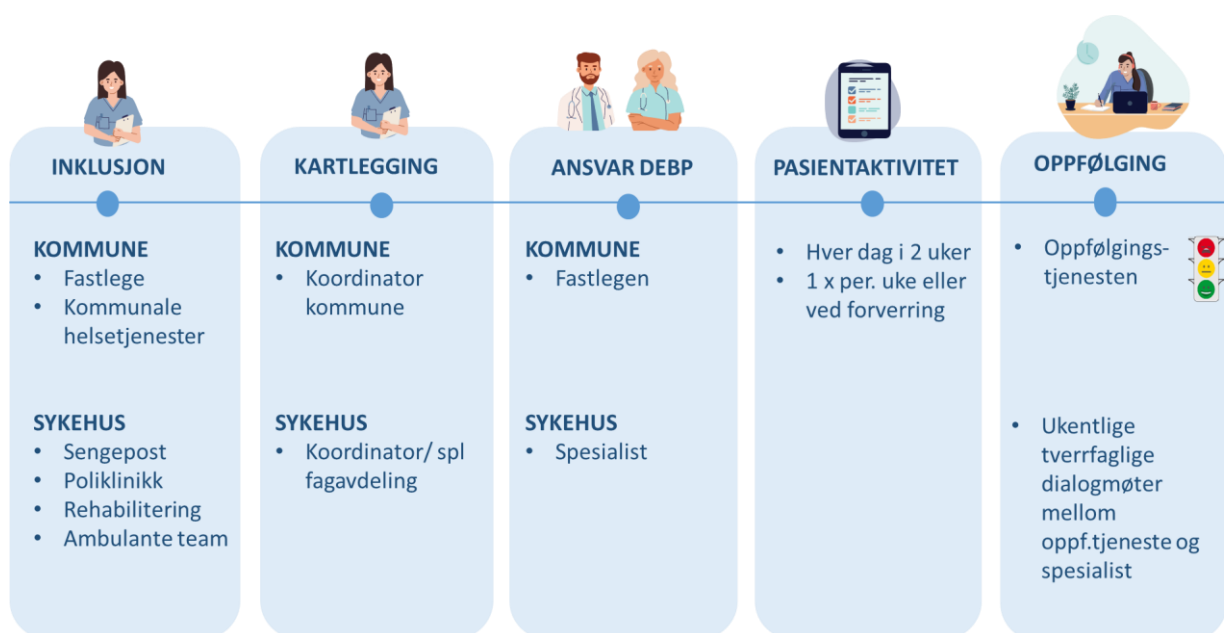 INKLUSJON
KOMMUNE
• Fastlege
• Kommunale
helsetjenester
SYKEHUS
• Sengepost
• Poliklinikk
• Rehabilitering
• Ambulante team
KARTLEGGING
KOMMUNE
• Koordinator
kommune
SYKEHUS
• Koordinator/ spl
fagavdeling
ANSVAR DEBP
KOMMUNE
• Fastlegen
SYKEHUS
• Spesialist
PASIENTAKTIVITET
• Hver dag i 2 uker
• 1 x per. uke eller
ved forverring
OPPFØLGING
• Oppfølgings-
tjenesten
• Ukentlige
tverrfaglige
dialogmøter
mellom
oppf.tjeneste og
spesialist